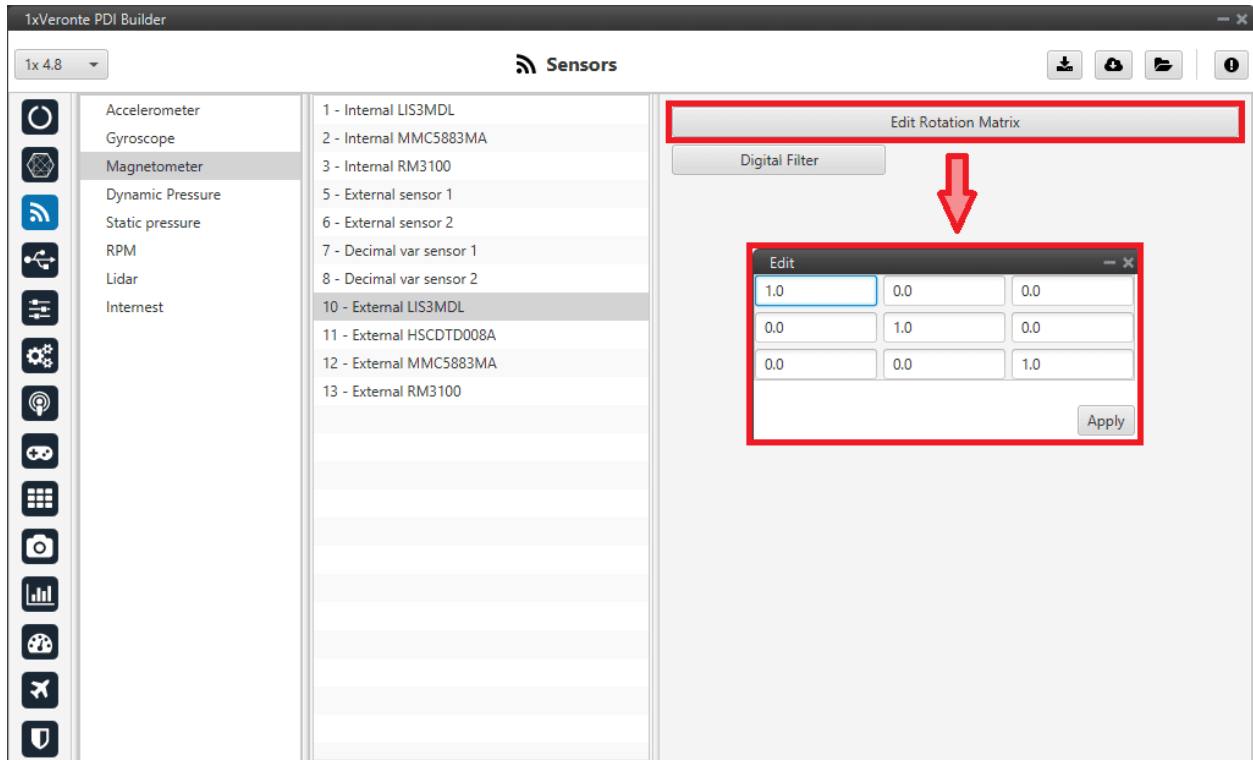 1xVeronte PDI Builder
1x 4.8
Sensors
Accelerometer
Gyroscope
Magnetometer
Dynamic Pressure
Static pressure
RPM
Lidar
Internest
1 - Internal LIS3MDL
2 - Internal MMC5883MA
3 - Internal RM3100
5 - External sensor 1
6 - External sensor 2
7 - Decimal var sensor 1
8 - Decimal var sensor 2
10 - External LIS3MDL
11 - External HSCDTD008A
12 - External MMC5883MA
13 - External RM3100
Edit Rotation Matrix
Digital Filter
Edit
1.0 0.0 0.0
0.0 1.0 0.0
0.0 0.0 1.0
Apply